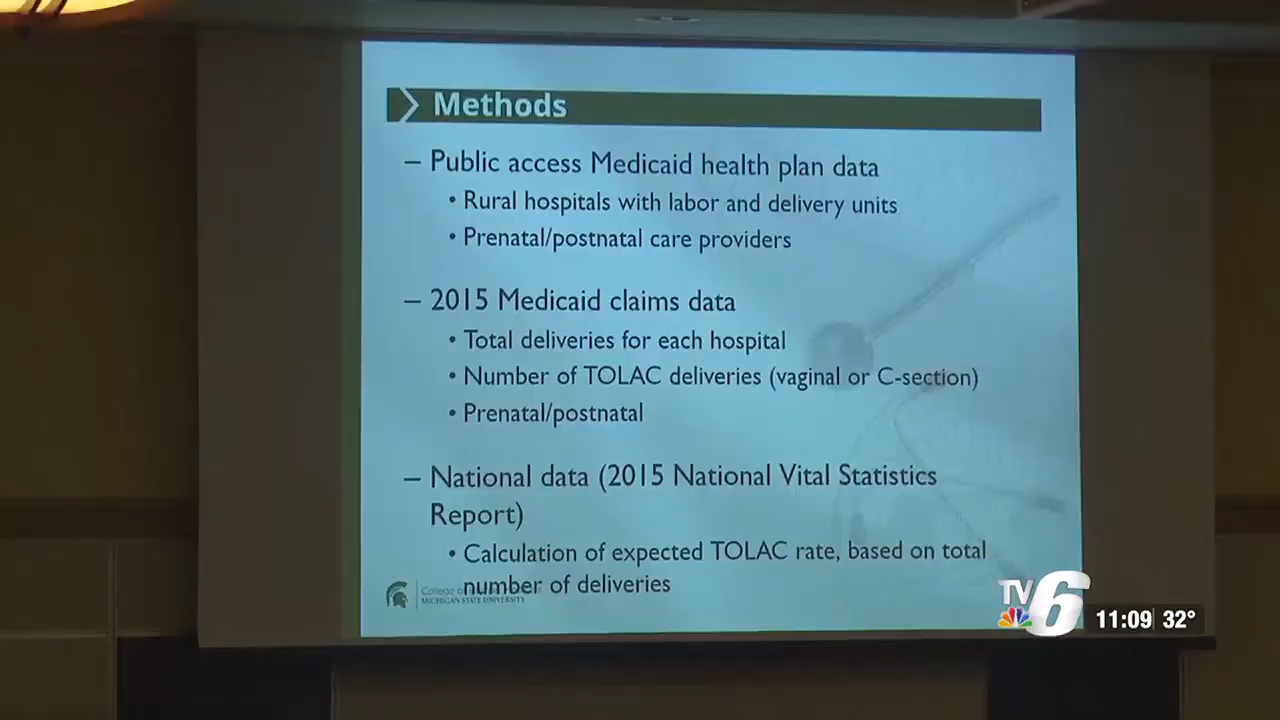 Methods
– Public access Medicaid health plan data
• Rural hospitals with labor and delivery units
• Prenatal/postnatal care providers
– 2015 Medicaid claims data
• Total deliveries for each hospital
• Number of TOLAC deliveries (vaginal or C-section)
• Prenatal/postnatal
– National data (2015 National Vital Statistics
Report)
• Calculation of expected TOLAC rate, based on total
number of deliveries
College
MICHIGAN STATE UNIVERSITY
TV6
11:09 32°